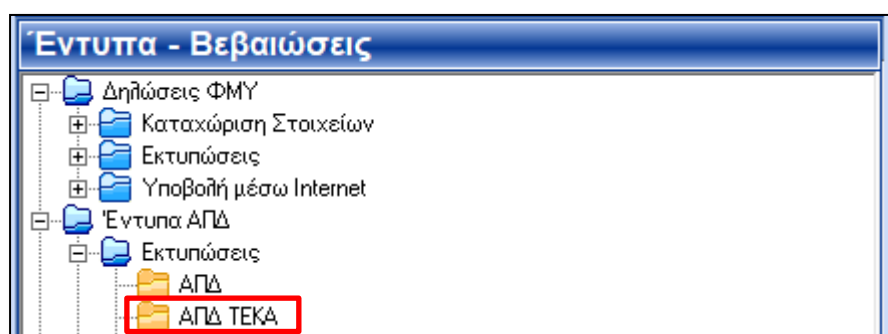 Έντυπα - Βεβαιώσεις
Δηλώσεις ΦΜΥ
Καταχώριση Στοιχείων
Εκτυπώσεις
Υποβολή μέσω Internet
Έντυπα ΑΠΔ
Εκτυπώσεις
ΑΠΔ
ΑΠΔ ΤΕΚΑ